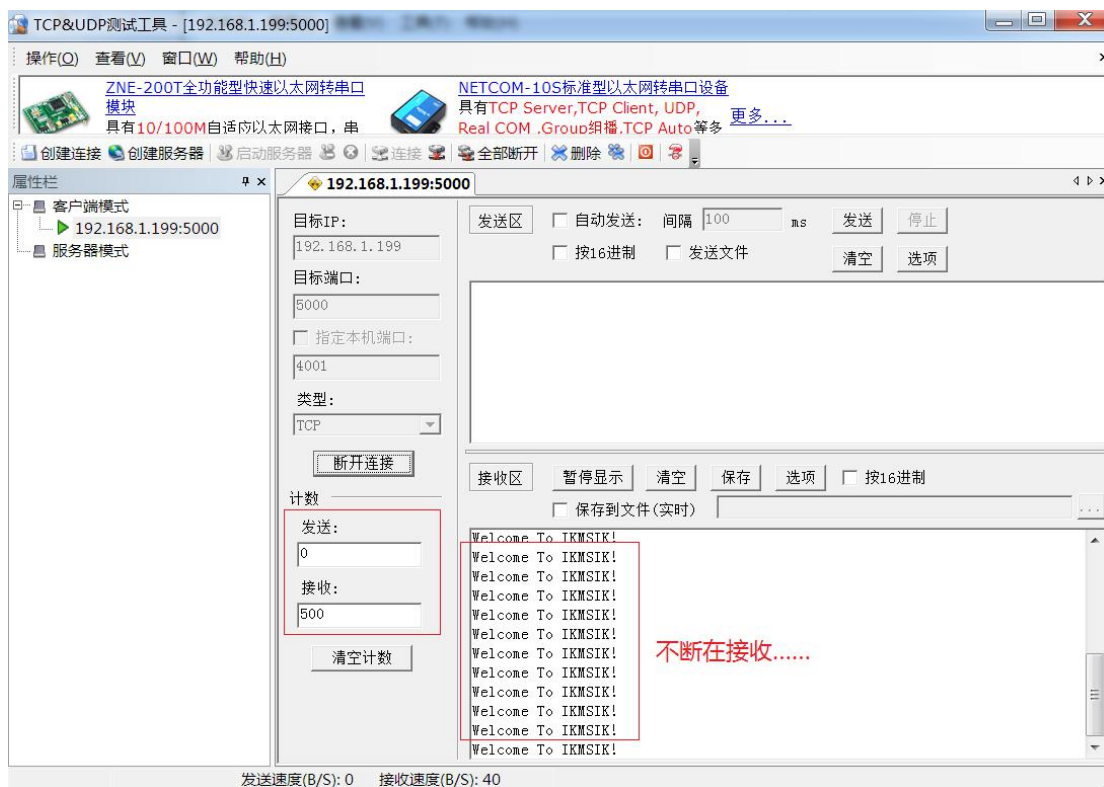 TCP&UDP测试工具 - [192.168.1.199:5000]
操作(O) 查看(V) 窗口(W) 帮助(H)
ZNE-200T全功能型快速以太网转串口
模块
具有10/100M自适应以太网接口，串
NETCOM-10S标准型以太网转串口设备
具有TCP Server,TCP Client, UDP,
Real COM ,Group组播,TCP Auto等多
更多...
创建连接 创建服务器 启动服务器 连接 全部断开 删除
属性栏
客户端模式
192.168.1.199:5000
服务器模式
192.168.1.199:5000
目标IP:
192.168.1.199
目标端口:
5000
指定本机端口:
4001
类型:
TCP
断开连接
计数
发送:
0
接收:
500
清空计数
发送区 自动发送: 间隔 100 ms 发送 停止
按16进制 发送文件 清空 选项
接收区 暂停显示 清空 保存 选项 按16进制
保存到文件(实时) ...
Welcome To IKMSIK!
Welcome To IKMSIK!
Welcome To IKMSIK!
Welcome To IKMSIK!
Welcome To IKMSIK!
Welcome To IKMSIK!
Welcome To IKMSIK!
Welcome To IKMSIK!
Welcome To IKMSIK!
Welcome To IKMSIK!
Welcome To IKMSIK!
Welcome To IKMSIK!
不断在接收......
发送速度(B/S): 0 接收速度(B/S): 40